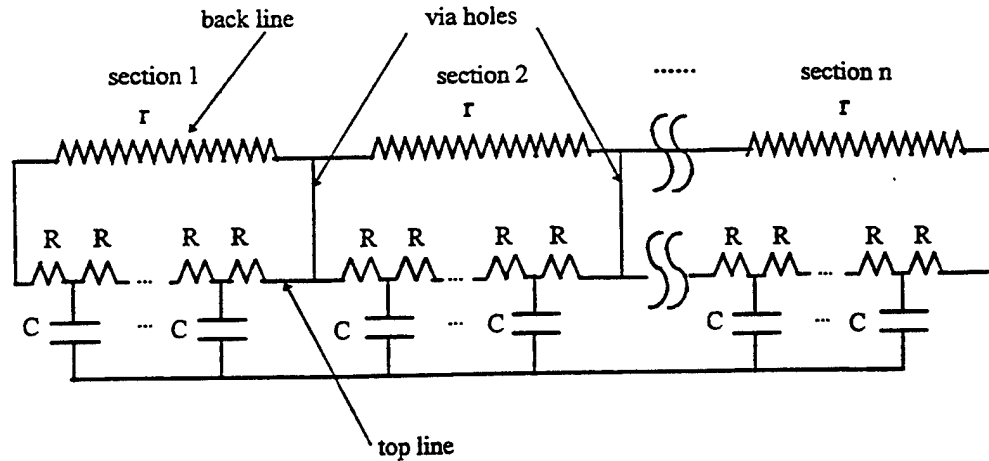 back line
via holes
section 1
section 2
......
section n
r
r
r
R R R R R R R R R R R R
... ... ...
C ... C C ... C C ... C
top line